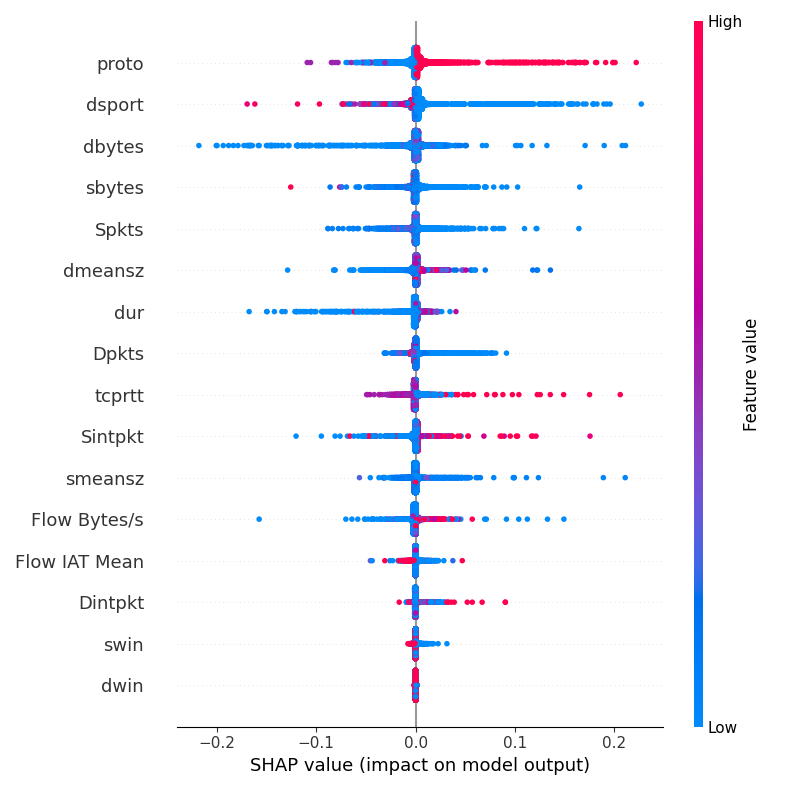 High
proto
dsport
dbytes
sbytes
Spkts
dmeansz
dur
Dpkts
tcprtt
Sintpkt
smeansz
Flow Bytes/s
Flow IAT Mean
Dintpkt
swin
dwin
Feature value
Low
−0.2 −0.1 0.0 0.1 0.2
SHAP value (impact on model output)